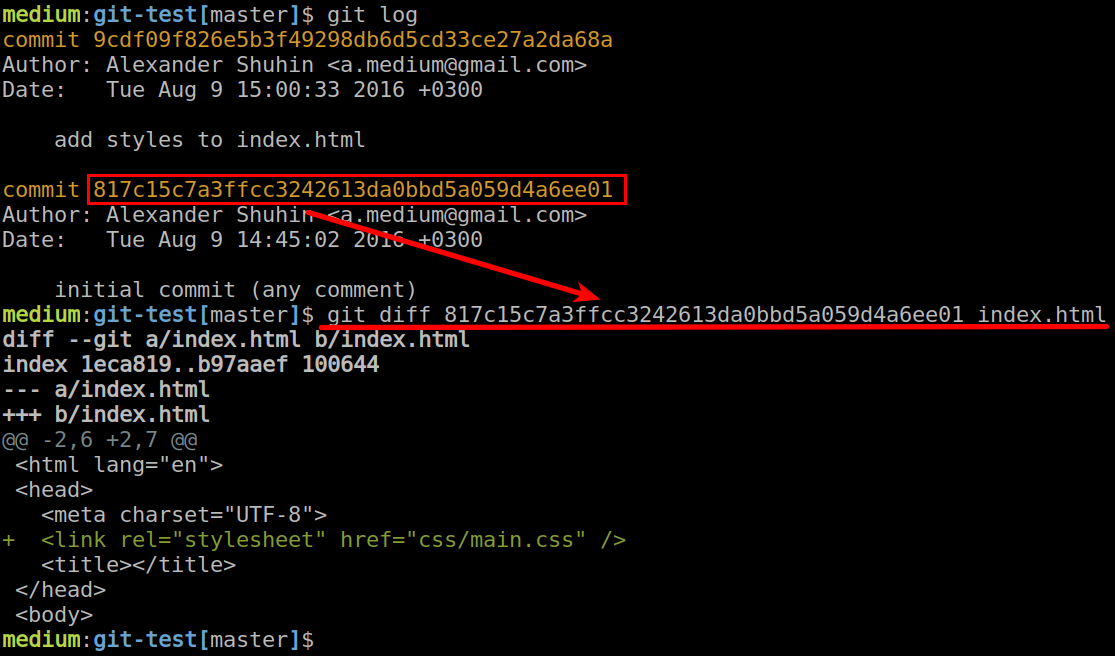 medium:git-test[master]$ git log
commit 9cdf09f826e5b3f49298db6d5cd33ce27a2da68a
Author: Alexander Shuhin <a.medium@gmail.com>
Date:   Tue Aug 9 15:00:33 2016 +0300
    add styles to index.html
commit 817c15c7a3ffcc3242613da0bbd5a059d4a6ee01
Author: Alexander Shuhin <a.medium@gmail.com>
Date:   Tue Aug 9 14:45:02 2016 +0300
    initial commit (any comment)
medium:git-test[master]$ git diff 817c15c7a3ffcc3242613da0bbd5a059d4a6ee01 index.html
diff --git a/index.html b/index.html
index 1eca819..b97aaef 100644
--- a/index.html
+++ b/index.html
@@ -2,6 +2,7 @@
 <html lang="en">
 <head>
   <meta charset="UTF-8">
+  <link rel="stylesheet" href="css/main.css" />
   <title></title>
 </head>
 <body>
medium:git-test[master]$